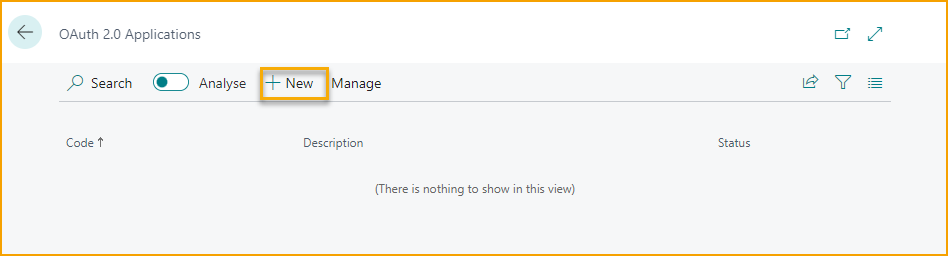 OAuth 2.0 Applications
Search Analyse + New Manage
Code ↑ Description Status
(There is nothing to show in this view)